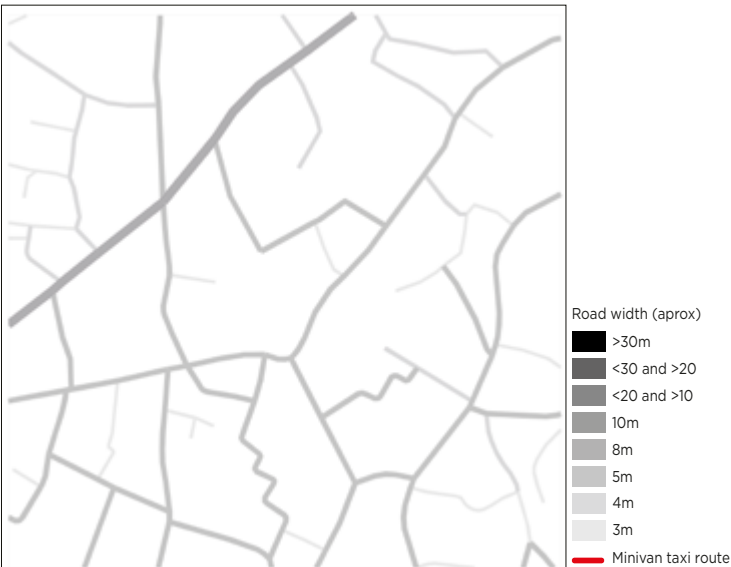 Road width (aprox)
>30m
<30 and >20
<20 and >10
10m
8m
5m
4m
3m
Minivan taxi route